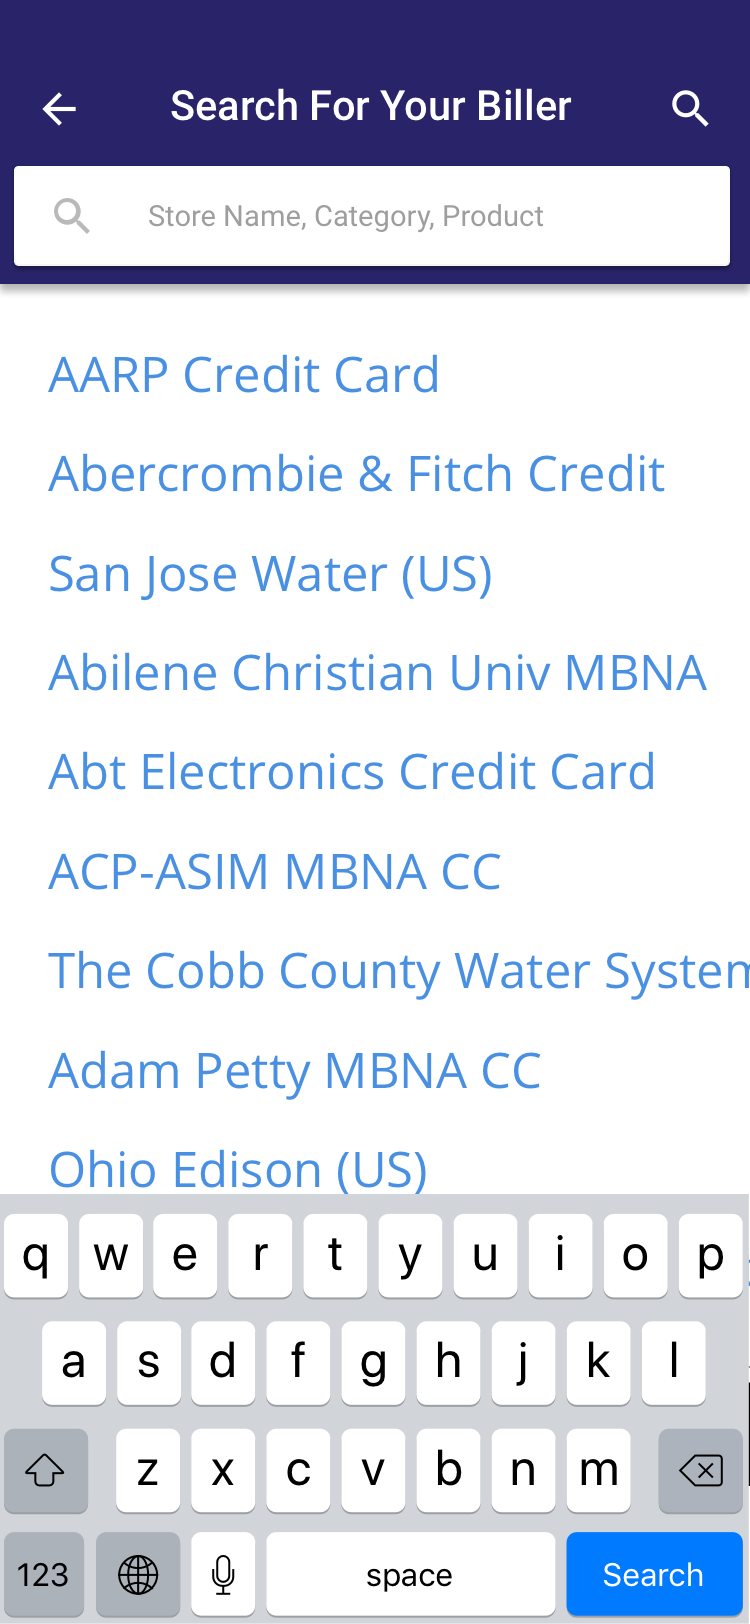 Search For Your Biller
Store Name, Category, Product
AARP Credit Card
Abercrombie & Fitch Credit
San Jose Water (US)
Abilene Christian Univ MBNA
Abt Electronics Credit Card
ACP-ASIM MBNA CC
The Cobb County Water System
Adam Petty MBNA CC
Ohio Edison (US)
q w e r t y u i o p
a s d f g h j k l
z x c v b n m
123 space Search